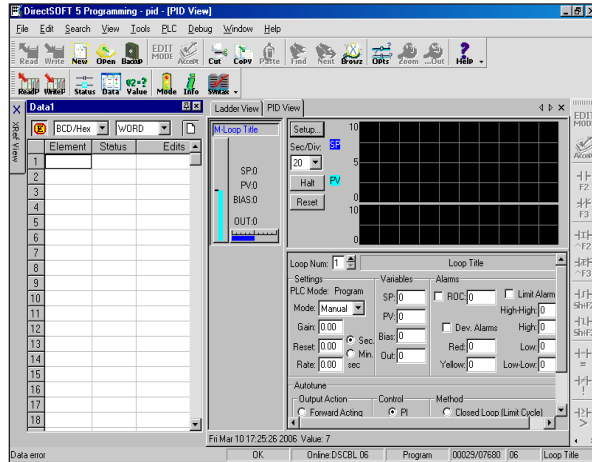 DirectSOFT 5 Programming - pid - [PID View]
File Edit Search View Tools PLC Debug Window Help
Read Write New Open Backup EDIT MODE Accept Cut Copy Paste Find Next Browz Opts Zoom ...Out Help
ReadP WriteP Status Data Value Mode Info Syntax
Data1
XRef View
BCD/Hex WORD
Element Status Edits
1
2
3
4
5
6
7
8
9
10
11
12
13
14
15
16
17
18
Ladder View PID View
M-Loop Title
SP:0
PV:0
BIAS:0
OUT:0
Setup...
Sec/Div:
20
Halt
Reset
SP
PV
10
5
0
10
0
Loop Num: 1 Loop Title
Settings
PLC Mode: Program
Mode: Manual
Gain: 0.00
Reset: 0.00 Sec. Min.
Rate: 0.00 sec
Variables
SP: 0
PV: 0
Bias: 0
Out: 0
Alarms
ROC: 0 Limit Alarm
High-High: 0
Dev. Alarms High: 0
Red: 0 Low: 0
Yellow: 0 Low-Low: 0
Autotune
Output Action Control Method
Forward Acting PI Closed Loop (Limit Cycle)
EDIT MODE
Accept
F2
F3
^F2
^F3
Fri Mar 10 17:25:26 2006 Value: 7
Data error OK Online:DSCBL 06 Program 00029/07680 06 Loop Title